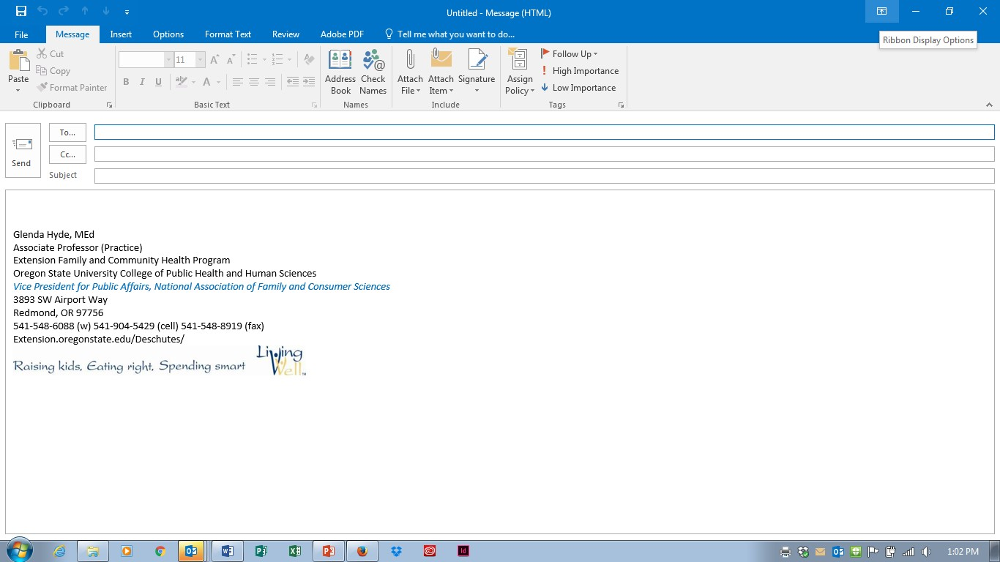 Untitled - Message (HTML)
File Message Insert Options Format Text Review Adobe PDF Tell me what you want to do...
Ribbon Display Options
Paste
Cut
Copy
Format Painter
Clipboard
11
B I U
Basic Text
Address Book
Check Names
Names
Attach File
Attach Item
Signature
Include
Assign Policy
Follow Up
High Importance
Low Importance
Tags
Send
To...
Cc...
Subject
Glenda Hyde, MEd
Associate Professor (Practice)
Extension Family and Community Health Program
Oregon State University College of Public Health and Human Sciences
Vice President for Public Affairs, National Association of Family and Consumer Sciences
3893 SW Airport Way
Redmond, OR 97756
541-548-6088 (w) 541-904-5429 (cell) 541-548-8919 (fax)
Extension.oregonstate.edu/Deschutes/
Raising kids, Eating right, Spending smart
Living Well™
1:02 PM